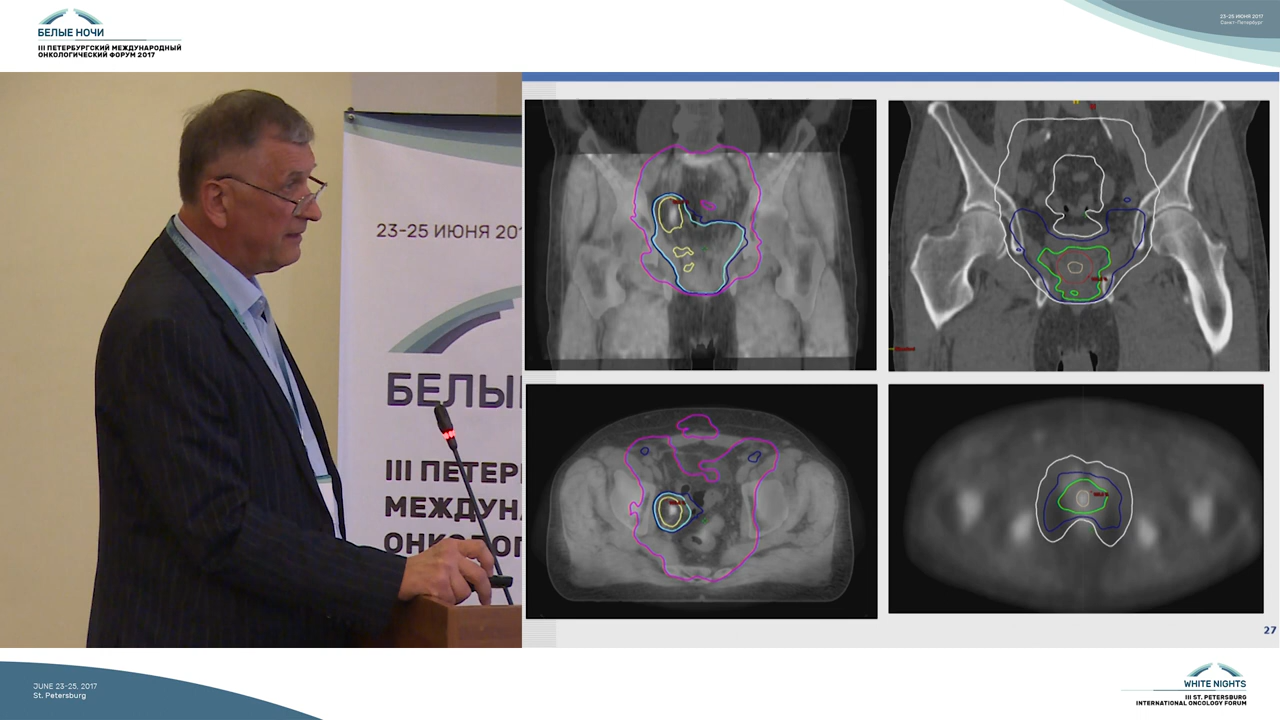 БЕЛЫЕ НОЧИ
III ПЕТЕРБУРГСКИЙ МЕЖДУНАРОДНЫЙ
ОНКОЛОГИЧЕСКИЙ ФОРУМ 2017
23-25 ИЮНЯ 2017
Санкт-Петербург
23-25 ИЮНЯ 201
БЕЛЫ
III ПЕТЕР
МЕЖДУН
ОНКОЛОГ
27
JUNE 23-25, 2017
St. Petersburg
WHITE NIGHTS
III ST. PETERSBURG
INTERNATIONAL ONCOLOGY FORUM